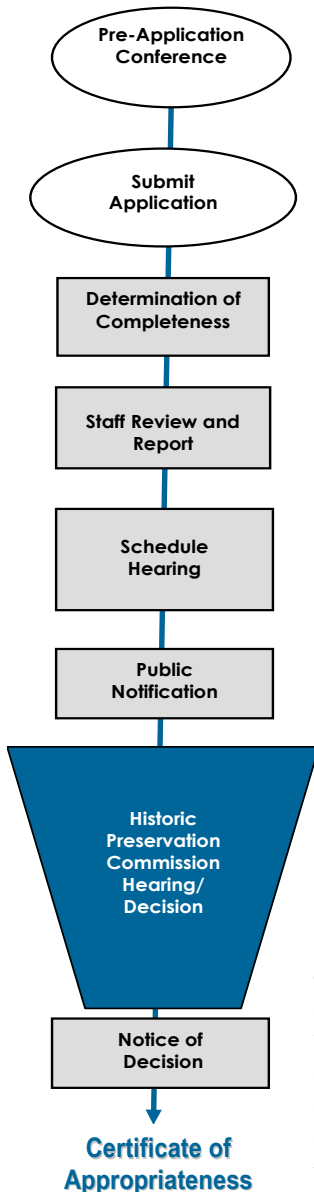 Pre-Application
Conference
Submit
Application
Determination of
Completeness
Staff Review and
Report
Schedule
Hearing
Public
Notification
Historic
Preservation
Commission
Hearing/
Decision
Notice of
Decision
Certificate of
Appropriateness